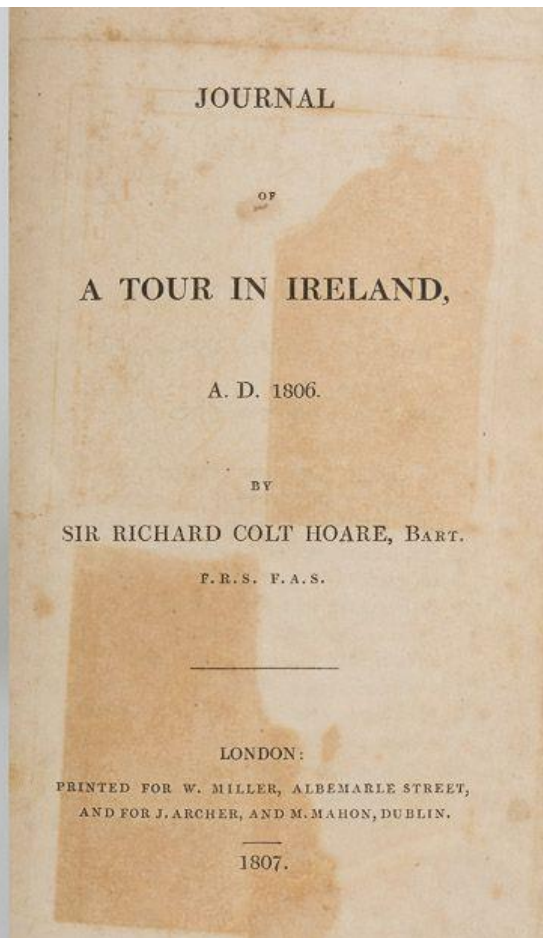 JOURNAL
OF
A TOUR IN IRELAND,
A. D. 1806.
BY
SIR RICHARD COLT HOARE, BART.
F. R. S. F. A. S.
LONDON:
PRINTED FOR W. MILLER, ALBEMARLE STREET,
AND FOR J. ARCHER, AND M. MAHON, DUBLIN.
1807.